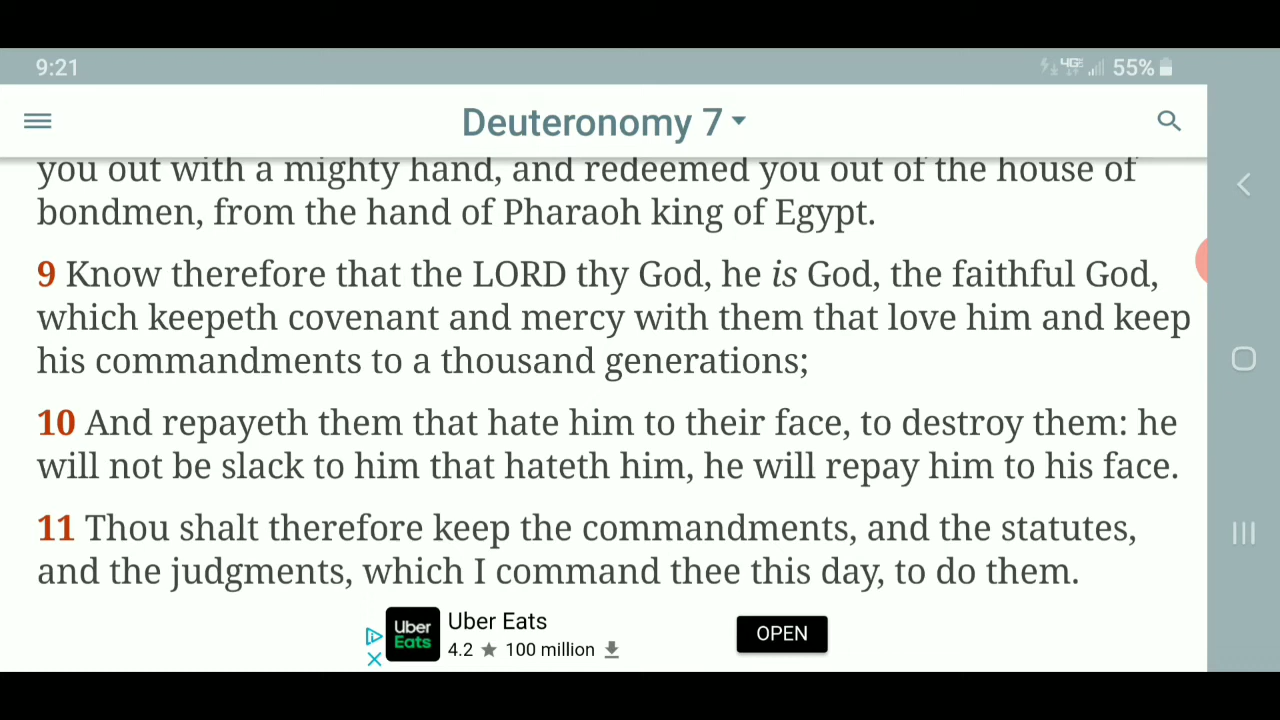 9:21
4G 55%
Deuteronomy 7
you out with a mighty hand, and redeemed you out of the house of
bondmen, from the hand of Pharaoh king of Egypt.
9 Know therefore that the LORD thy God, he is God, the faithful God,
which keepeth covenant and mercy with them that love him and keep
his commandments to a thousand generations;
10 And repayeth them that hate him to their face, to destroy them: he
will not be slack to him that hateth him, he will repay him to his face.
11 Thou shalt therefore keep the commandments, and the statutes,
and the judgments, which I command thee this day, to do them.
Uber Eats
Uber Eats
4.2 ★ 100 million
OPEN